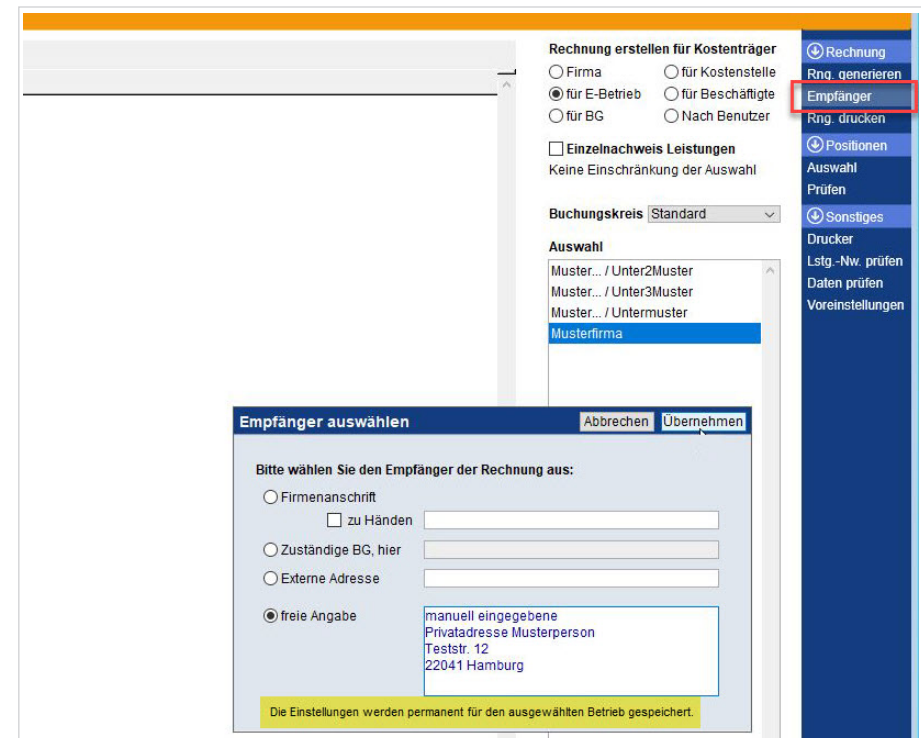 Rechnung erstellen für Kostenträger
Firma
für Kostenstelle
für E-Betrieb
für Beschäftigte
für BG
Nach Benutzer
Einzelnachweis Leistungen
Keine Einschränkung der Auswahl
Buchungskreis Standard
Auswahl
Muster... / Unter2Muster
Muster... / Unter3Muster
Muster... / Untermuster
Musterfirma
Rechnung
Rng. generieren
Empfänger
Rng. drucken
Positionen
Auswahl
Prüfen
Sonstiges
Drucker
Lstg.-Nw. prüfen
Daten prüfen
Voreinstellungen
Empfänger auswählen
Abbrechen
Übernehmen
Bitte wählen Sie den Empfänger der Rechnung aus:
Firmenanschrift
zu Händen
Zuständige BG, hier
Externe Adresse
freie Angabe
manuell eingegebene
Privatadresse Musterperson
Teststr. 12
22041 Hamburg
Die Einstellungen werden permanent für den ausgewählten Betrieb gespeichert.